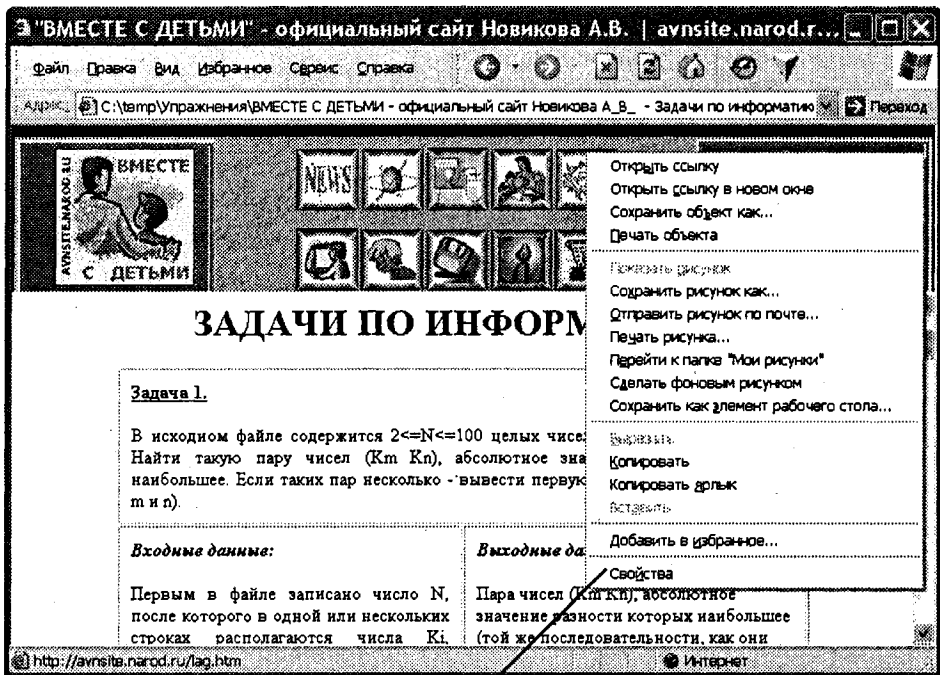 "ВМЕСТЕ С ДЕТЬМИ" - официальный сайт Новикова А.В. | avnsite.narod.r...
Файл Правка Вид Избранное Сервис Справка
Адрес: C:\temp\Упражнения\ВМЕСТЕ С ДЕТЬМИ - официальный сайт Новикова А_В_ - Задачи по информатик Переход
AVNSITE.NAROD.RU
ВМЕСТЕ
С ДЕТЬМИ
NEWS
Открыть ссылку
Открыть ссылку в новом окне
Сохранить объект как...
Печать объекта
Показать рисунок
Сохранить рисунок как...
Отправить рисунок по почте...
Печать рисунка...
Перейти к папке "Мои рисунки"
Сделать фоновым рисунком
Сохранить как элемент рабочего стола...
Вырезать
Копировать
Копировать ярлык
Вставить
Добавить в избранное...
Свойства
ЗАДАЧИ ПО ИНФОРМ
Задача 1.
В исходном файле содержится 2<=N<=100 целых чисе
Найти такую пару чисел (Km Kn), абсолютное зна
наибольшее. Если таких пар несколько - вывести первую
m и n).
Входные данные:
Первым в файле записано число N,
после которого в одной или нескольких
строках располагаются числа Ki,
Выходные да
Пара чисел (Km Kn), абсолютное
значение разности которых наибольшее
(той же последовательности, как они
http://avnsite.narod.ru/lag.htm
Интернет